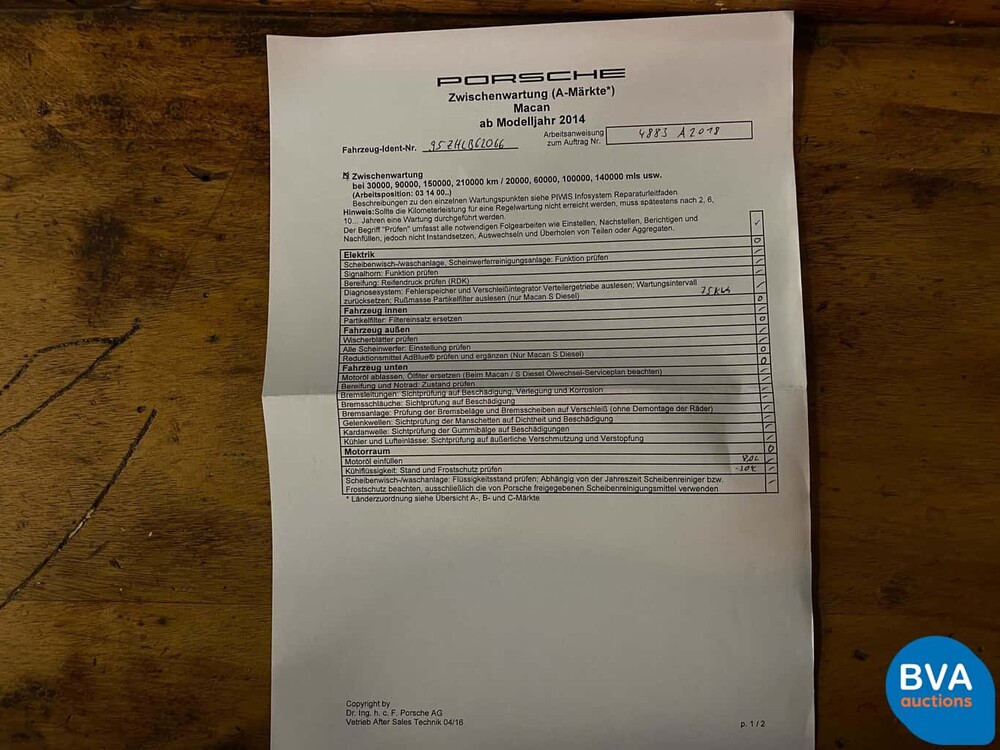 PORSCHE
Zwischenwartung (A-Märkte*)
Macan
ab Modelljahr 2014
Fahrzeug-Ident-Nr. 95ZHLB62066
Arbeitsanweisung
zum Auftrag Nr. 4883 A2018
Zwischenwartung
bei 30000, 90000, 150000, 210000 km / 20000, 60000, 100000, 140000 mls usw.
(Arbeitsposition: 03 14 00..)
Beschreibungen zu den einzelnen Wartungspunkten siehe PIWIS Infosystem Reparaturleitfaden.
Hinweis:Sollte die Kilometerleistung für eine Regelwartung nicht erreicht werden, muss spätestens nach 2, 6,
10... Jahren eine Wartung durchgeführt werden.
Der Begriff "Prüfen" umfasst alle notwendigen Folgearbeiten wie Einstellen, Nachstellen, Berichtigen und
Nachfüllen, jedoch nicht Instandsetzen, Auswechseln und Überholen von Teilen oder Aggregaten.
Elektrik
Scheibenwisch-/waschanlage, Scheinwerferreinigungsanlage: Funktion prüfen
Signalhorn: Funktion prüfen
Bereifung: Reifendruck prüfen (RDK)
Diagnosesystem: Fehlerspeicher und Verschleißintegrator Verteilergetriebe auslesen; Wartungsintervall
zurücksetzen; Rußmasse Partikelfilter auslesen (nur Macan S Diesel)
Fahrzeug innen
Partikelfilter: Filtereinsatz ersetzen
Fahrzeug außen
Wischerblätter prüfen
Alle Scheinwerfer: Einstellung prüfen
Reduktionsmittel AdBlue® prüfen und ergänzen (Nur Macan S Diesel)
Fahrzeug unten
Motoröl ablassen, Ölfilter ersetzen (Beim Macan / S Diesel Ölwechsel-Serviceplan beachten)
Bereifung und Notrad: Zustand prüfen
Bremsleitungen: Sichtprüfung auf Beschädigung, Verlegung und Korrosion
Bremsschläuche: Sichtprüfung auf Beschädigung
Bremsanlage: Prüfung der Bremsbeläge und Bremsscheiben auf Verschleiß (ohne Demontage der Räder)
Gelenkwellen: Sichtprüfung der Manschetten auf Dichtheit und Beschädigung
Kardanwelle: Sichtprüfung der Gummibälge auf Beschädigungen
Kühler und Lufteinlässe: Sichtprüfung auf äußerliche Verschmutzung und Verstopfung
Motorraum
Motoröl einfüllen 8,0L
Kühlflüssigkeit: Stand und Frostschutz prüfen
Scheibenwisch-/waschanlage: Flüssigkeitsstand prüfen; Abhängig von der Jahreszeit Scheibenreiniger bzw.
Frostschutz beachten, ausschließlich die von Porsche freigegebenen Scheibenreinigungsmittel verwenden
* Länderzuordnung siehe Übersicht A-, B- und C-Märkte
Copyright by
Dr. Ing. h. c. F. Porsche AG
Vetrieb After Sales Technik 04/16
p. 1 / 2
BVA
auctions